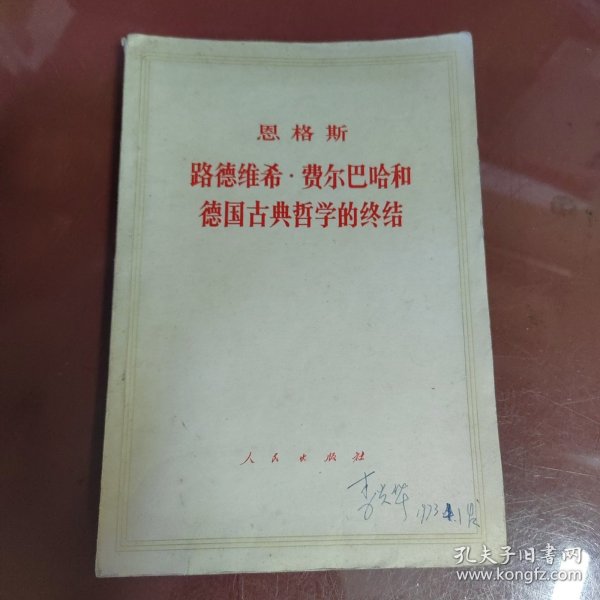 恩格斯
路德维希·费尔巴哈和
德国古典哲学的终结
人民出版社
1973
孔夫子旧书网
www.kongfz.com